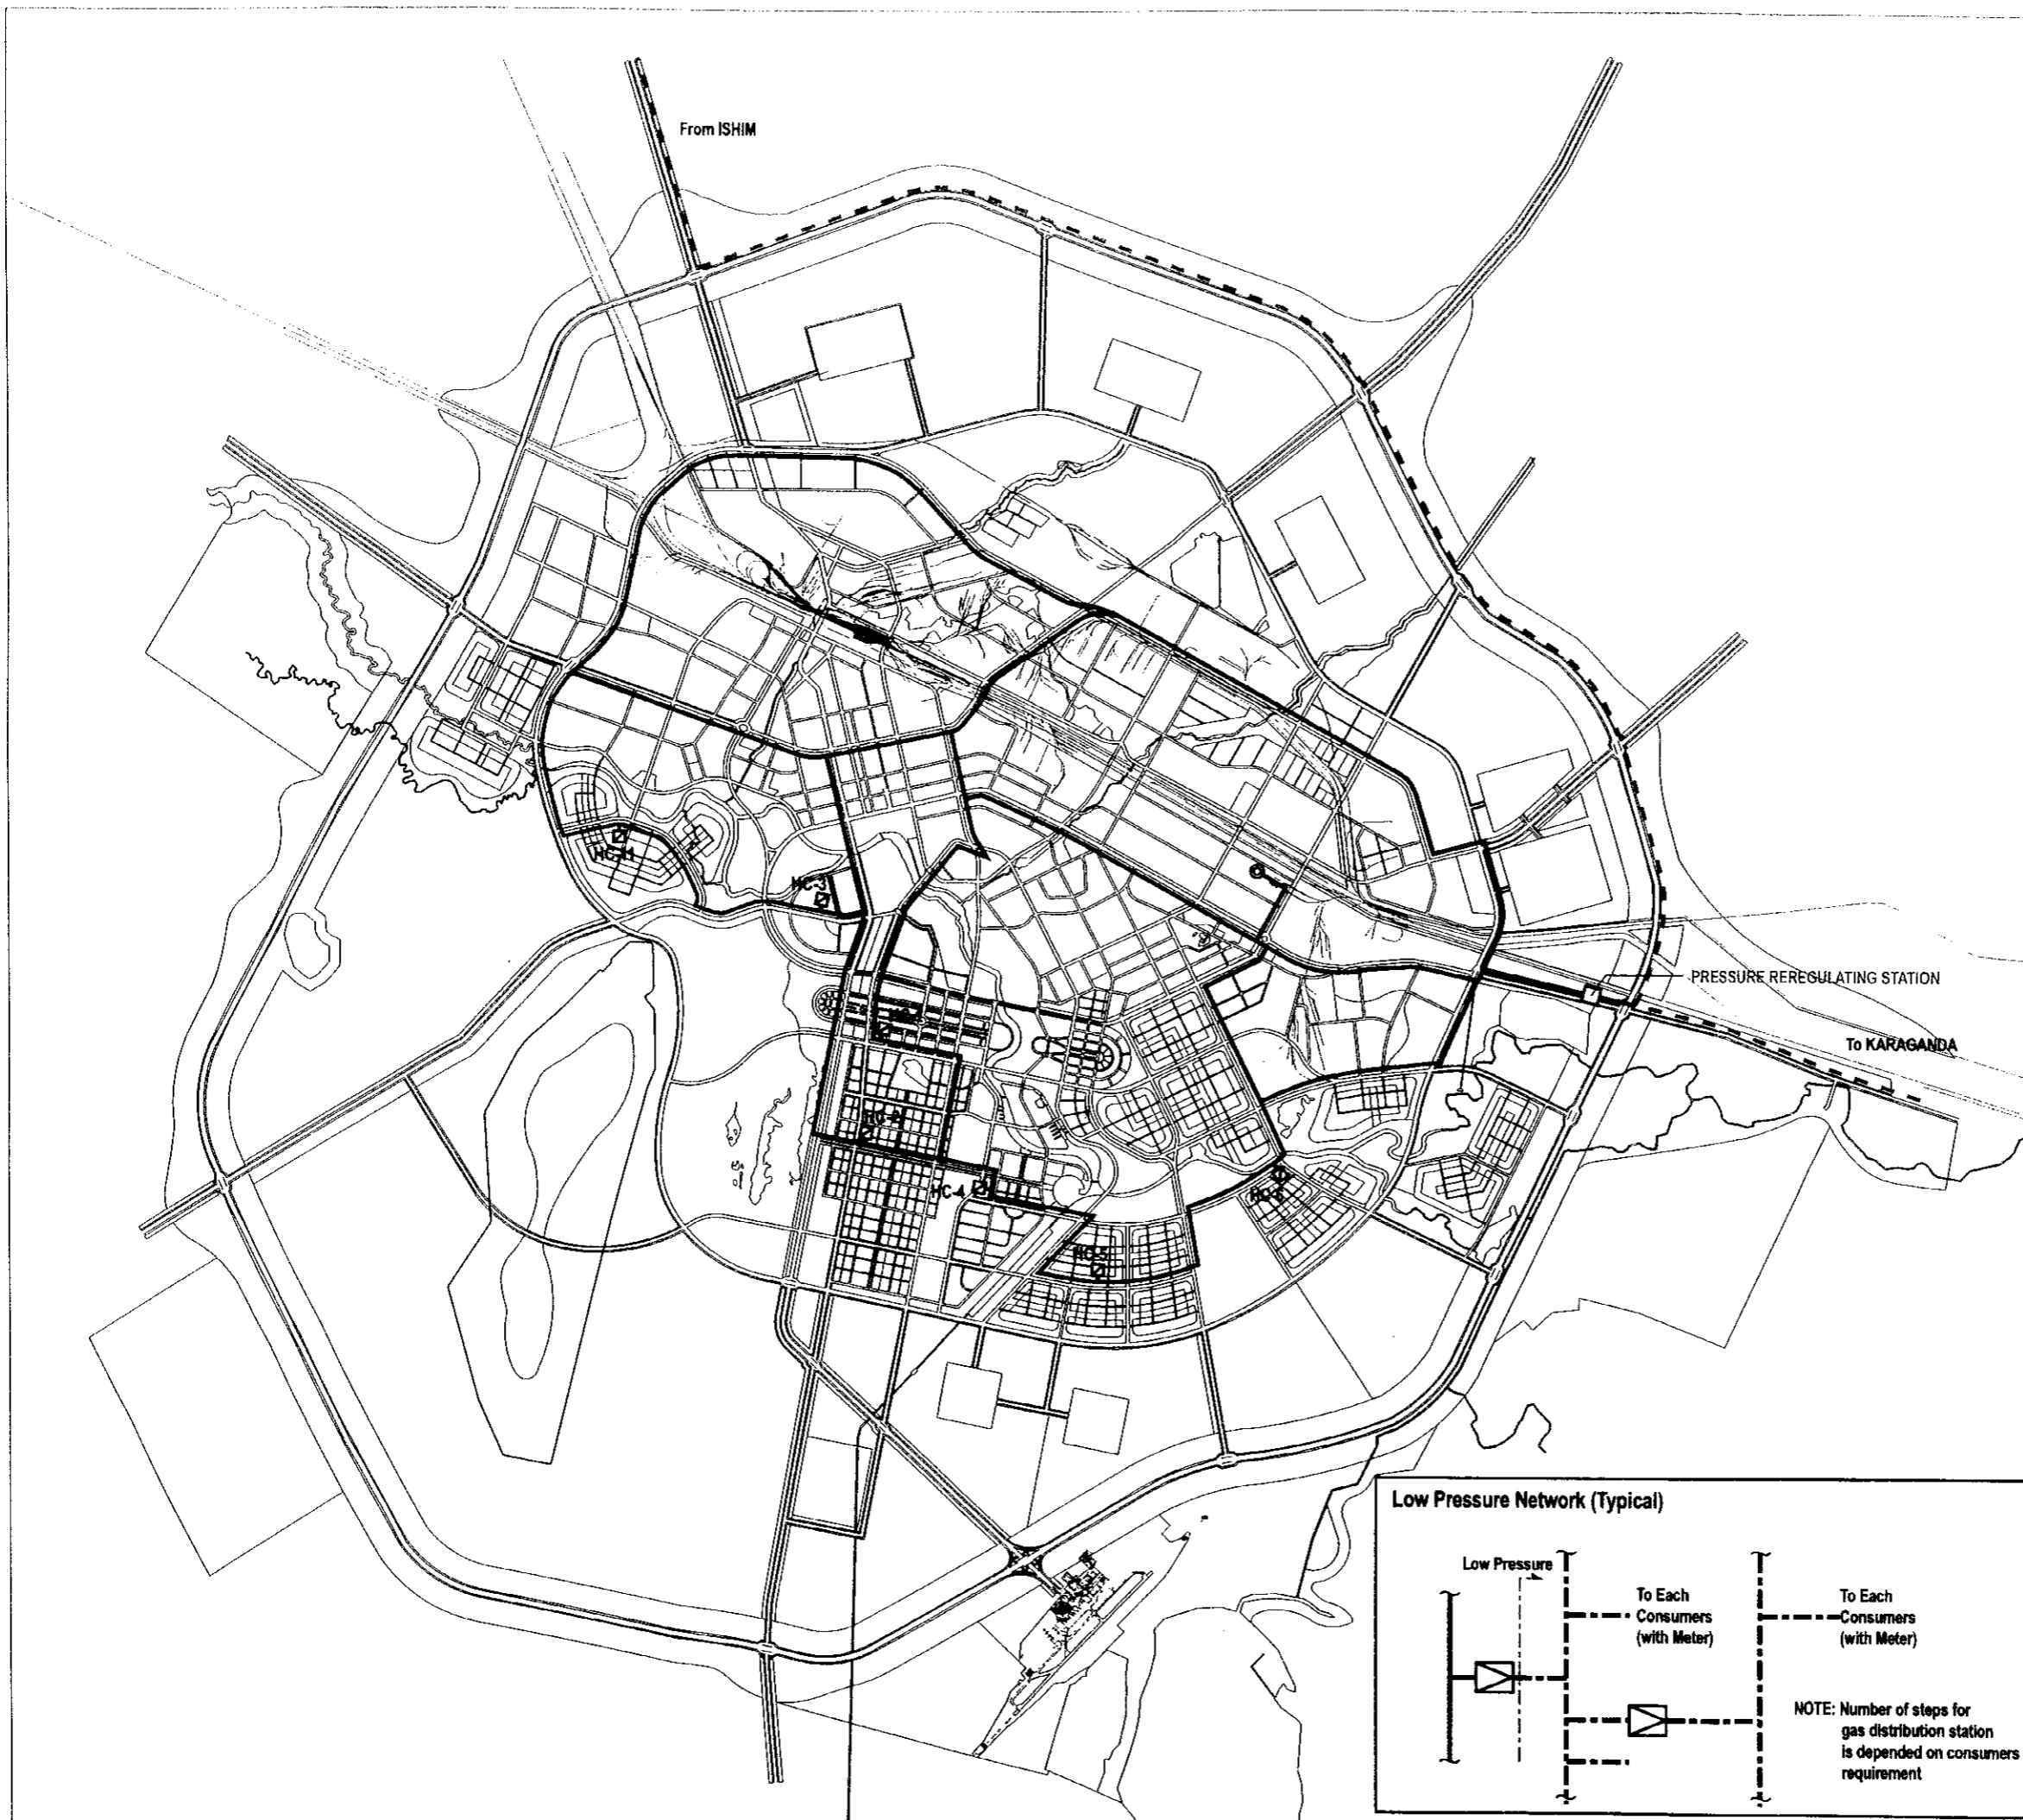 From ISHIM
HC-3
PRESSURE REREGULATING STATION
To KARAGANDA
HC-4
HC-5
Low Pressure Network (Typical)
Low Pressure
To Each
Consumers
(with Meter)
To Each
Consumers
(with Meter)
NOTE: Number of steps for
gas distribution station
is depended on consumers
requirement